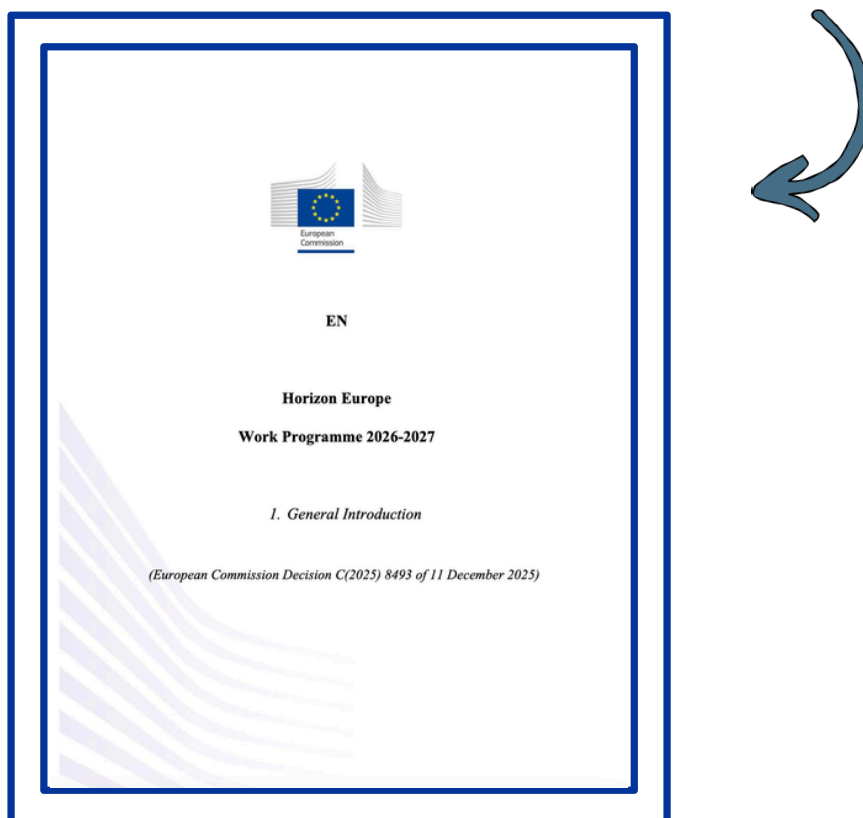 European
Commission
EN
Horizon Europe
Work Programme 2026-2027
1. General Introduction
(European Commission Decision C(2025) 8493 of 11 December 2025)